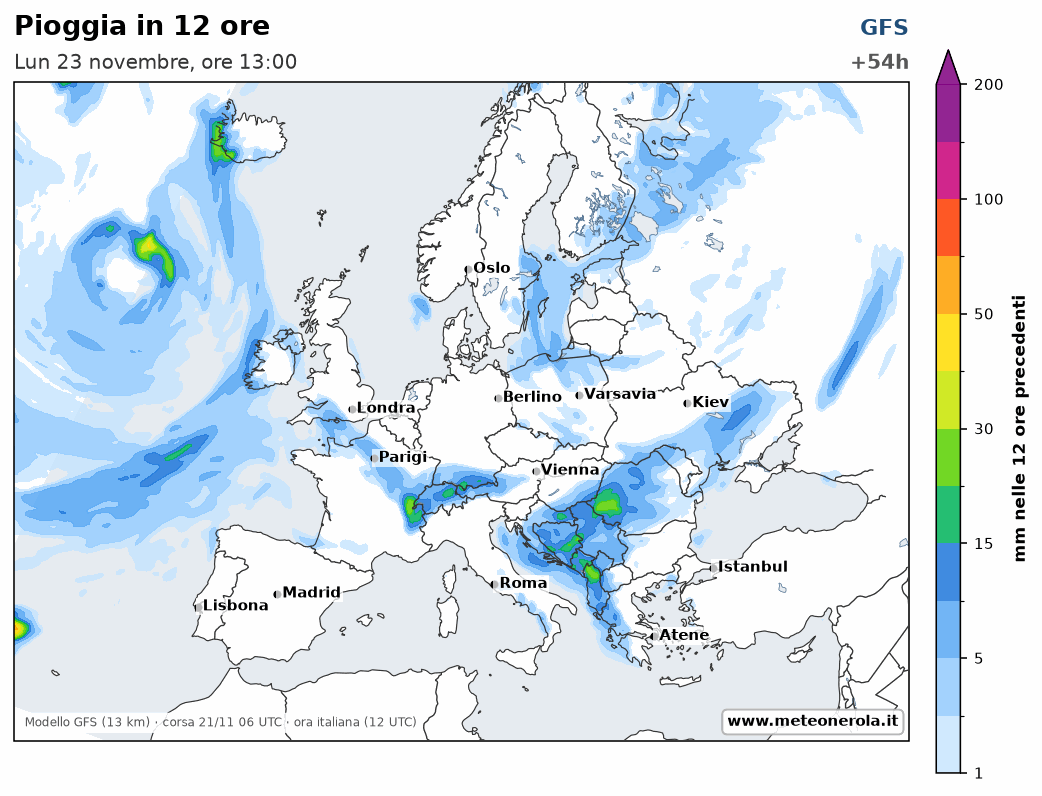 Pioggia in 12 ore
GFS
Lun 23 novembre, ore 13:00
+54h
200
100
50
30
15
5
1
mm nelle 12 ore precedenti
Oslo
Berlino
Varsavia
Kiev
Londra
Parigi
Vienna
Istanbul
Roma
Madrid
Lisbona
Atene
Modello GFS (13 km) · corsa 21/11 06 UTC · ora italiana (12 UTC)
www.meteonerola.it